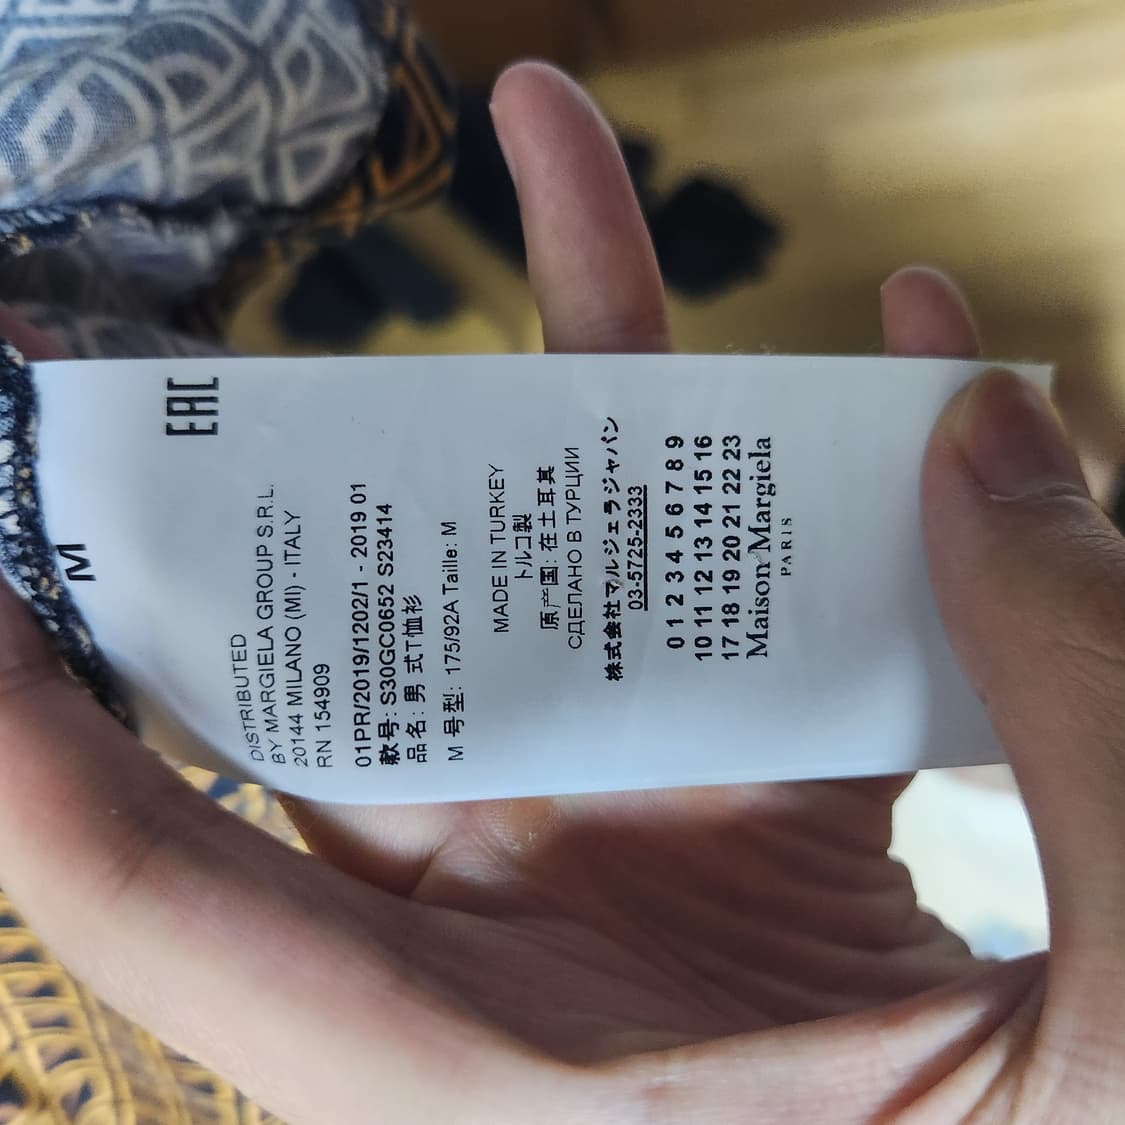 M
EAC
DISTRIBUTED
BY MARGIELA GROUP S.R.L.
20144 MILANO (MI) - ITALY
RN 154909
01PR/2019/1202/1 - 2019 01
款号: S30GC0652 S23414
品名: 男 式T恤衫
M 号型: 175/92A Taille: M
MADE IN TURKEY
トルコ製
原产国: 在土耳其
СДЕЛАНО В ТУРЦИИ
株式会社マルジェラジャパン
03-5725-2333
0 1 2 3 4 5 6 7 8 9
10 11 12 13 14 15 16
17 18 19 20 21 22 23
Maison Margiela
PARIS